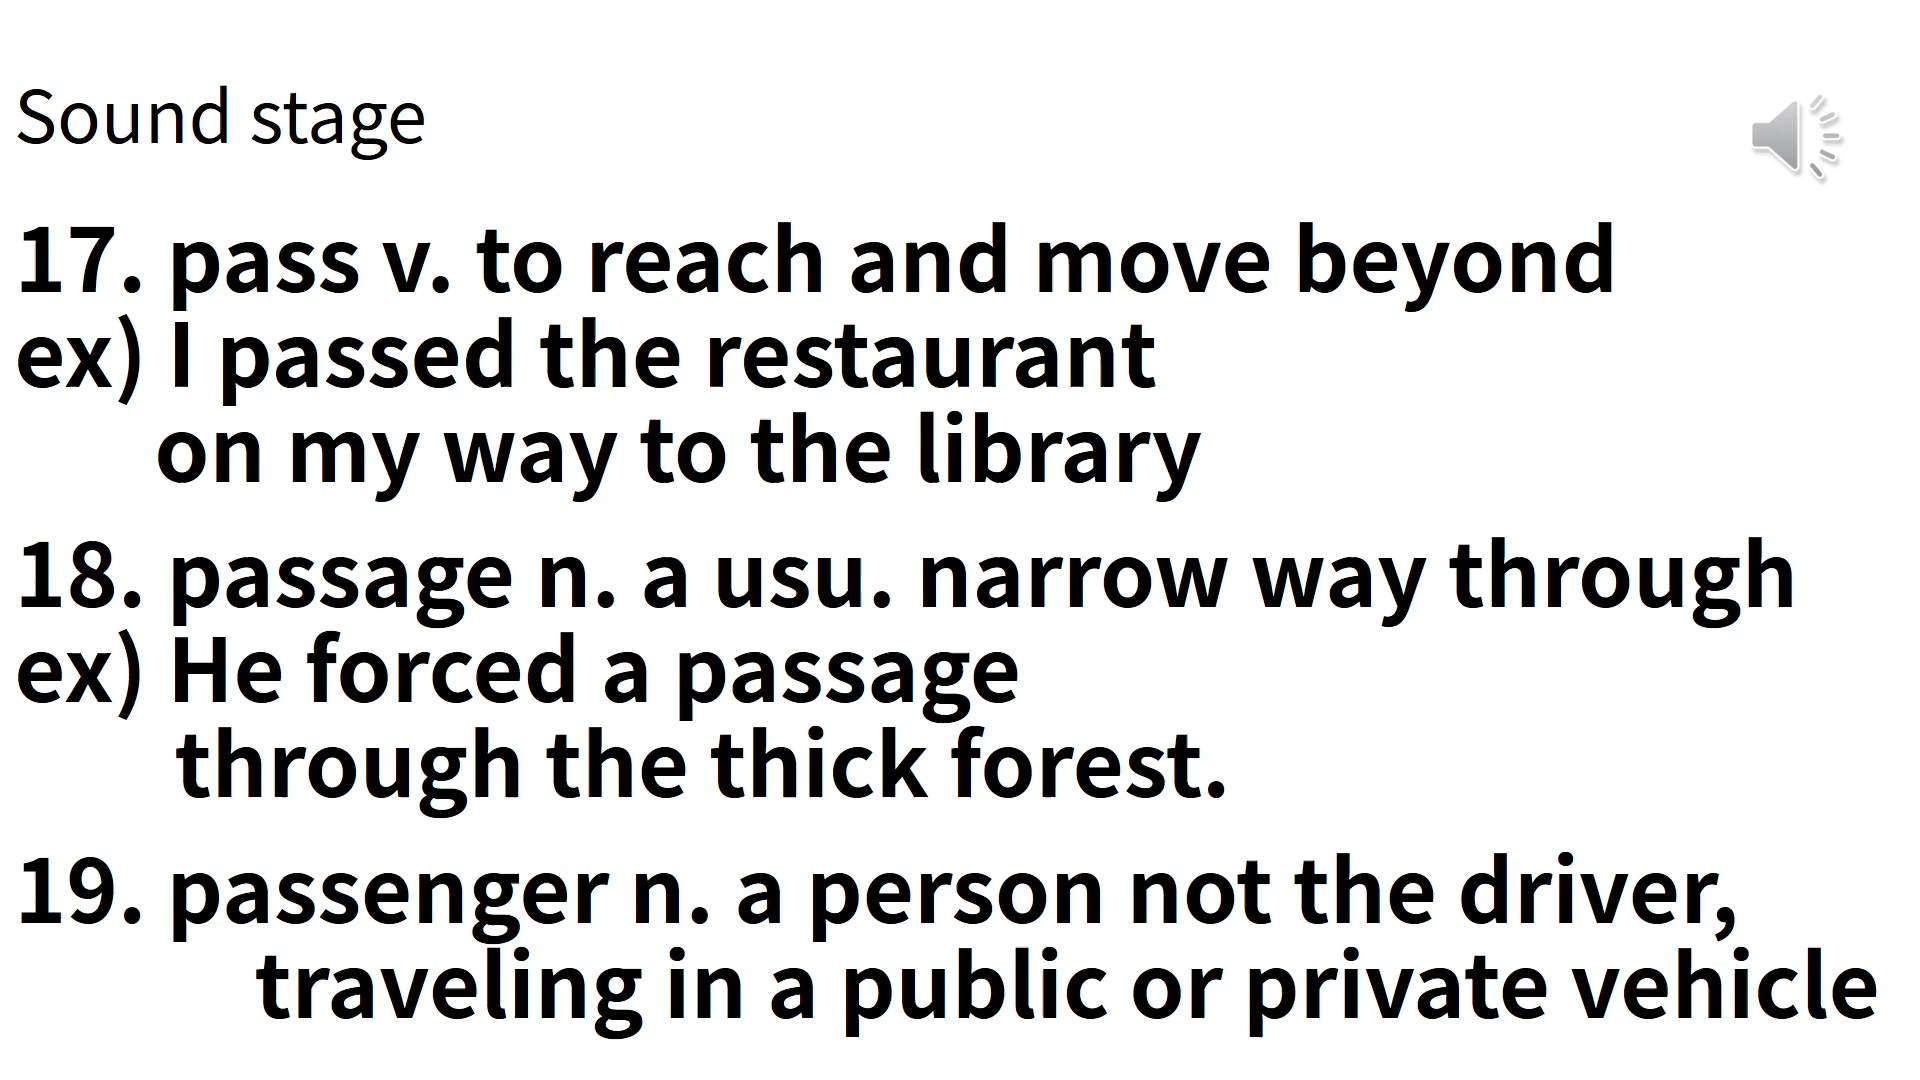 Sound stage
17. pass v. to reach and move beyond
ex) I passed the restaurant
on my way to the library
18. passage n. a usu. narrow way through
ex) He forced a passage
through the thick forest.
19. passenger n. a person not the driver,
traveling in a public or private vehicle